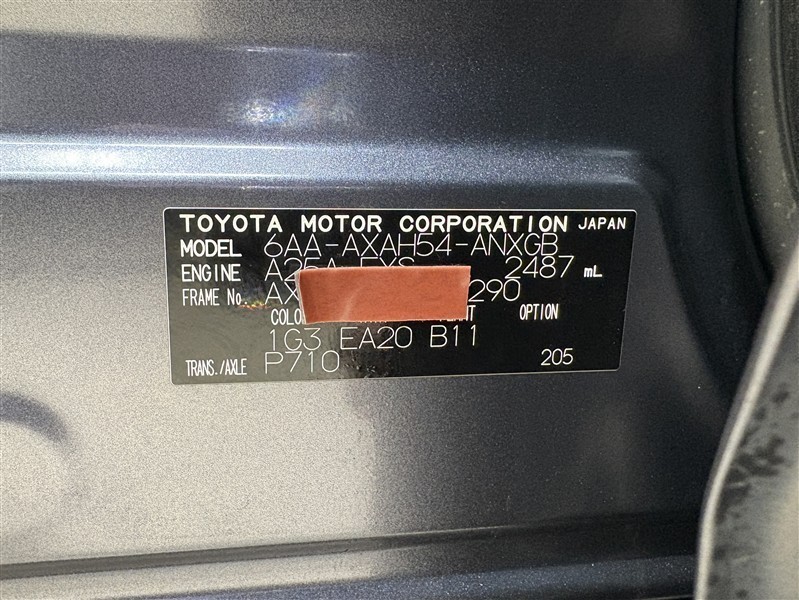 TOYOTA MOTOR CORPORATION JAPAN
MODEL 6AA-AXAH54-ANXGB
ENGINE 2487 mL
FRAME No. 290
OPTION
1G3 EA20 B11
TRANS./AXLE P710 205